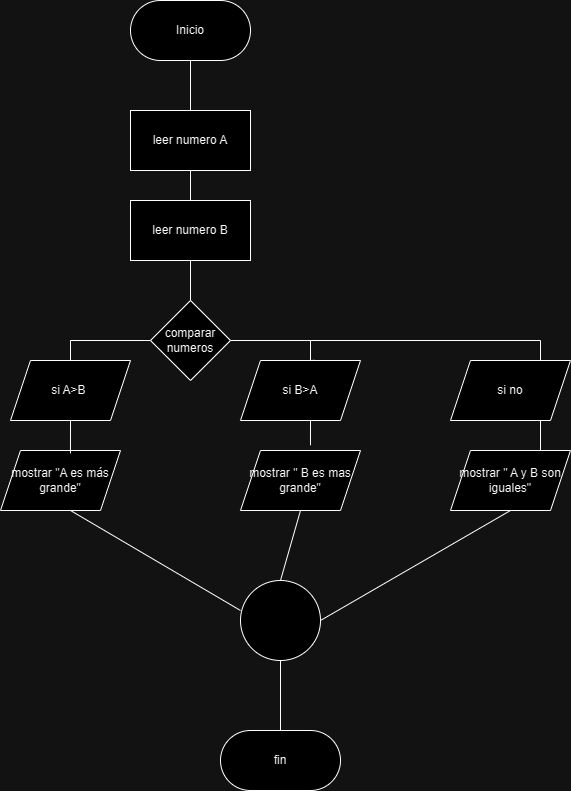 Inicio
leer numero A
leer numero B
comparar
numeros
si A>B
si B>A
si no
mostrar "A es más
grande"
mostrar " B es mas
grande"
mostrar " A y B son
iguales"
fin